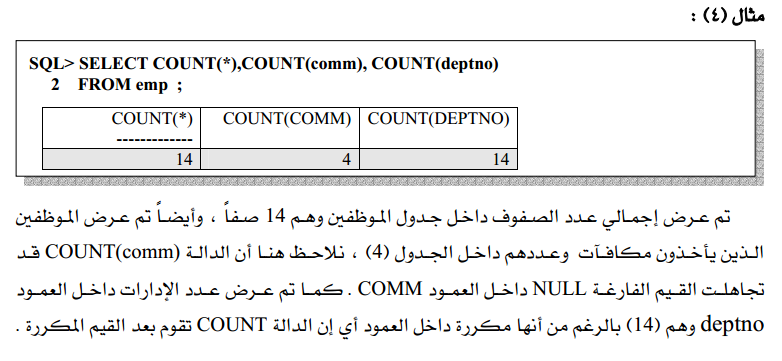 مثال (٤) :
SQL> SELECT COUNT(*),COUNT(comm), COUNT(deptno)
2 FROM emp ;
COUNT(*) COUNT(COMM) COUNT(DEPTNO)
-------------
14 4 14
تم عرض إجمالي عدد الصفوف داخل جدول الموظفين وهم 14 صفاً ، وأيضاً تم عرض الموظفين
الذين يأخذون مكافآت وعددهم داخل الجدول (4) ، نلاحظ هنا أن الدالة COUNT(comm) قد
تجاهلت القيم الفارغة NULL داخل العمود COMM . كما تم عرض عدد الإدارات داخل العمود
deptno وهم (14) بالرغم من أنها مكررة داخل العمود أي إن الدالة COUNT تقوم بعد القيم المكررة .